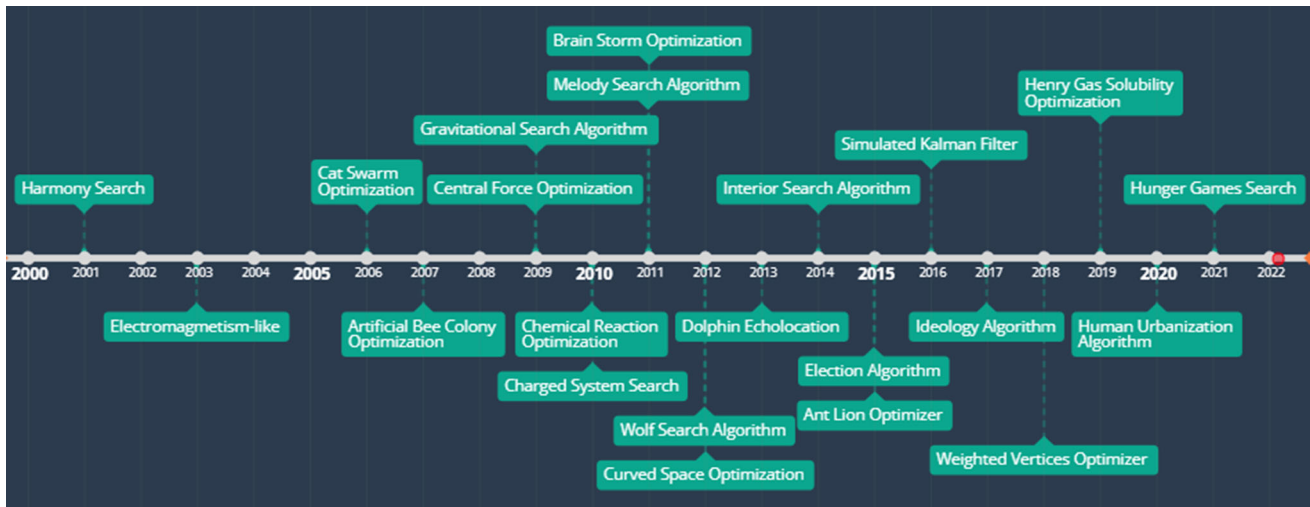 Brain Storm Optimization
Melody Search Algorithm
Henry Gas Solubility
Optimization
Gravitational Search Algorithm
Simulated Kalman Filter
Harmony Search
Cat Swarm
Optimization
Central Force Optimization
Interior Search Algorithm
Hunger Games Search
2000 2001 2002 2003 2004 2005 2006 2007 2008 2009 2010 2011 2012 2013 2014 2015 2016 2017 2018 2019 2020 2021 2022
Electromagmetism-like
Artificial Bee Colony
Optimization
Chemical Reaction
Optimization
Dolphin Echolocation
Ideology Algorithm
Human Urbanization
Algorithm
Charged System Search
Election Algorithm
Wolf Search Algorithm
Ant Lion Optimizer
Curved Space Optimization
Weighted Vertices Optimizer